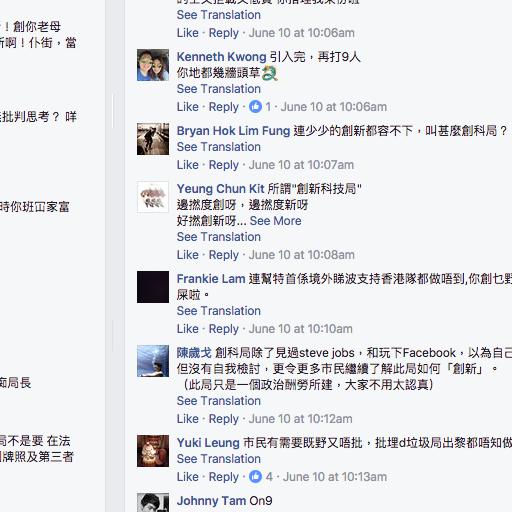 ！創你老母
行啊！仆街，當
批判思考？ 咩
時你班冚家富
痴局長
局不是要 在法
牌照及第三者
See Translation
Like · Reply · June 10 at 10:06am
Kenneth Kwong 引入完，再打9人
你地都幾牆頭草
See Translation
Like · Reply · 1 · June 10 at 10:06am
Bryan Hok Lim Fung 連少少的創新都容不下，叫甚麼創科局？
See Translation
Like · Reply · June 10 at 10:07am
Yeung Chun Kit 所謂"創新科技局"
邊撚度創呀，邊撚度新呀
好撚創新呀... See More
See Translation
Like · Reply · June 10 at 10:08am
Frankie Lam 連幫特首係境外睇波支持香港隊都做唔到,你創乜野
屎啦。
See Translation
Like · Reply · June 10 at 10:10am
陳歲戈 創科局除了見過steve jobs，和玩下Facebook，以為自己
但沒有自我檢討，更令更多市民繼續了解此局如何「創新」。
（此局只是一個政治酬勞所建，大家不用太認真）
See Translation
Like · Reply · June 10 at 10:12am
Yuki Leung 市民有需要既野又唔批，批埋d垃圾局出黎都唔知做
See Translation
Like · Reply · 4 · June 10 at 10:13am
Johnny Tam On9